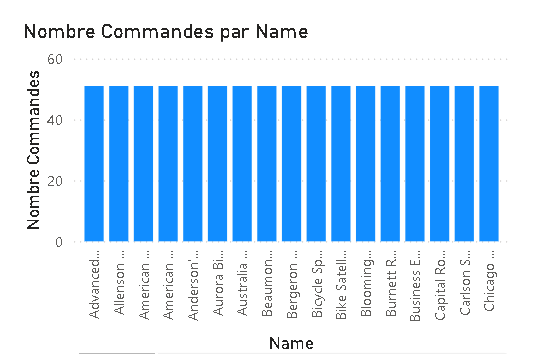 Nombre Commandes par Name
Nombre Commandes
60
40
20
0
Advanced...
Allenson ...
American ...
American ...
Anderson'...
Aurora Bi...
Australia ...
Beaumon...
Bergeron ...
Bicycle Sp...
Bike Satell...
Blooming...
Burnett R...
Business E...
Capital Ro...
Carlson S...
Chicago ...
Name